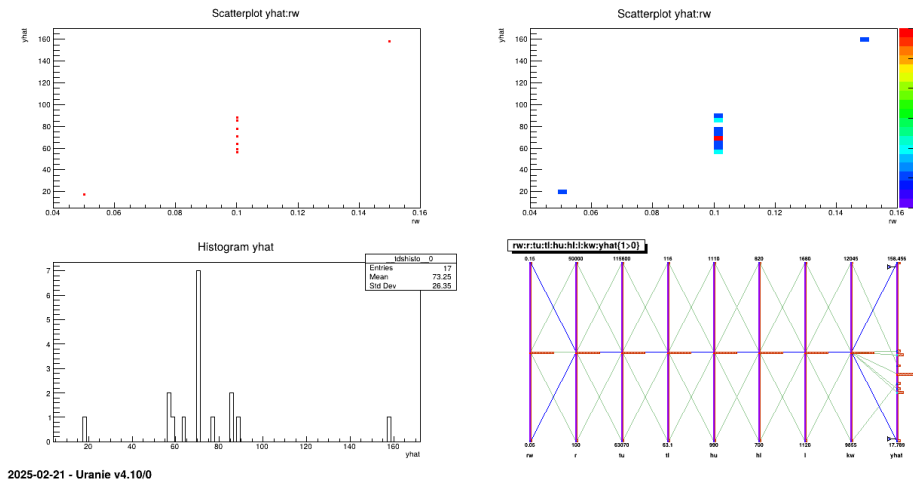 Scatterplot yhat:rw
yhat
160
140
120
100
80
60
40
20
0.04 0.06 0.08 0.1 0.12 0.14 0.16
rw
Scatterplot yhat:rw
yhat
160
140
120
100
80
60
40
20
0.04 0.06 0.08 0.1 0.12 0.14 0.16
rw
Histogram yhat
__tdshisto__0
Entries 17
Mean 73.25
Std Dev 26.35
7
6
5
4
3
2
1
0
20 40 60 80 100 120 140 160
yhat
rw:r:tu:tl:hu:hl:l:kw:yhat{1>0}
0.15 50000 115600 116 1110 820 1680 12045
0.05 100 63070 63.1 990 700 1120 9855 17.709
rw r tu tl hu hl l kw yhat
2025-02-21 - Uranie v4.10/0